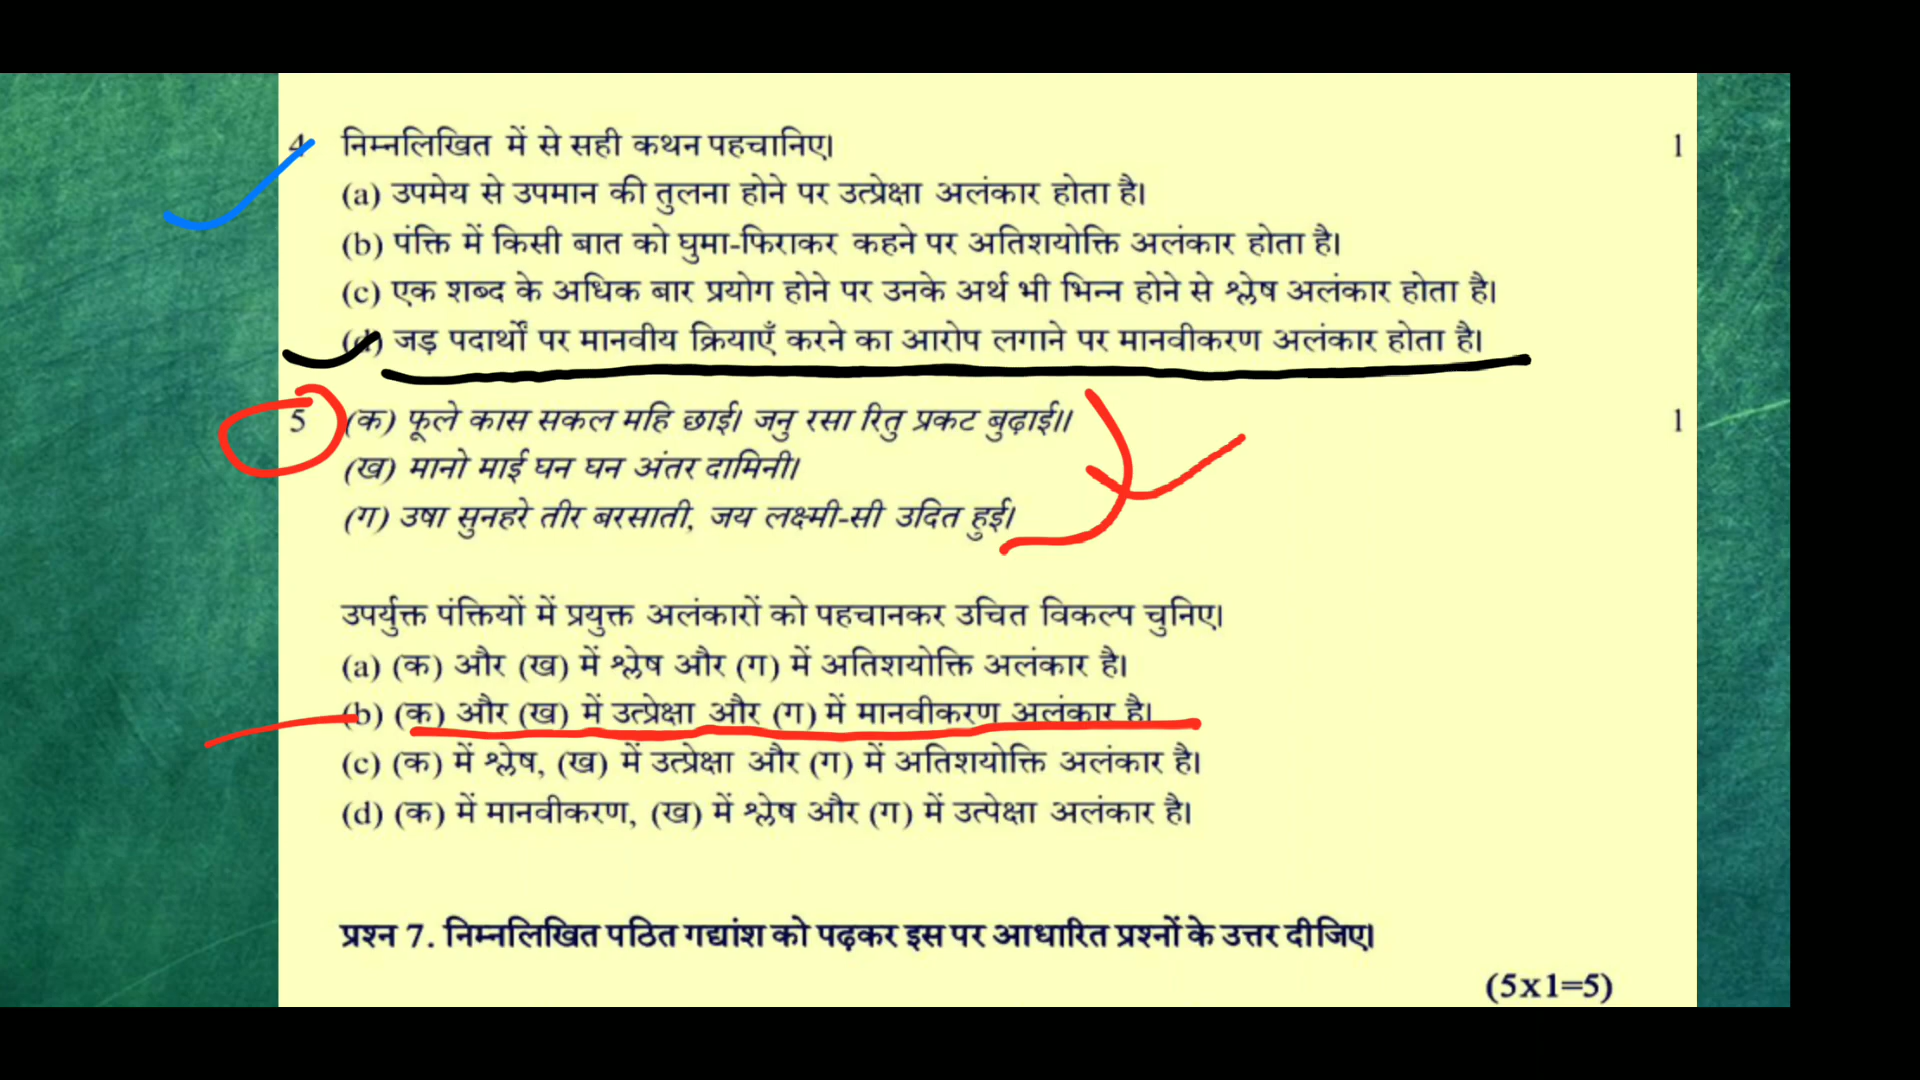 4 निम्नलिखित में से सही कथन पहचानिए। 1
(a) उपमेय से उपमान की तुलना होने पर उत्प्रेक्षा अलंकार होता है।
(b) पंक्ति में किसी बात को घुमा-फिराकर कहने पर अतिशयोक्ति अलंकार होता है।
(c) एक शब्द के अधिक बार प्रयोग होने पर उनके अर्थ भी भिन्न होने से श्लेष अलंकार होता है।
(d) जड़ पदार्थों पर मानवीय क्रियाएँ करने का आरोप लगाने पर मानवीकरण अलंकार होता है।
5 (क) फूले कास सकल महि छाई। जनु रसा रितु प्रकट बुढ़ाई॥ 1
(ख) मानो माई घन घन अंतर दामिनी।
(ग) उषा सुनहरे तीर बरसाती, जय लक्ष्मी-सी उदित हुई।
उपर्युक्त पंक्तियों में प्रयुक्त अलंकारों को पहचानकर उचित विकल्प चुनिए।
(a) (क) और (ख) में श्लेष और (ग) में अतिशयोक्ति अलंकार है।
(b) (क) और (ख) में उत्प्रेक्षा और (ग) में मानवीकरण अलंकार है।
(c) (क) में श्लेष, (ख) में उत्प्रेक्षा और (ग) में अतिशयोक्ति अलंकार है।
(d) (क) में मानवीकरण, (ख) में श्लेष और (ग) में उत्पेक्षा अलंकार है।
प्रश्न 7. निम्नलिखित पठित गद्यांश को पढ़कर इस पर आधारित प्रश्नों के उत्तर दीजिए।
(5x1=5)